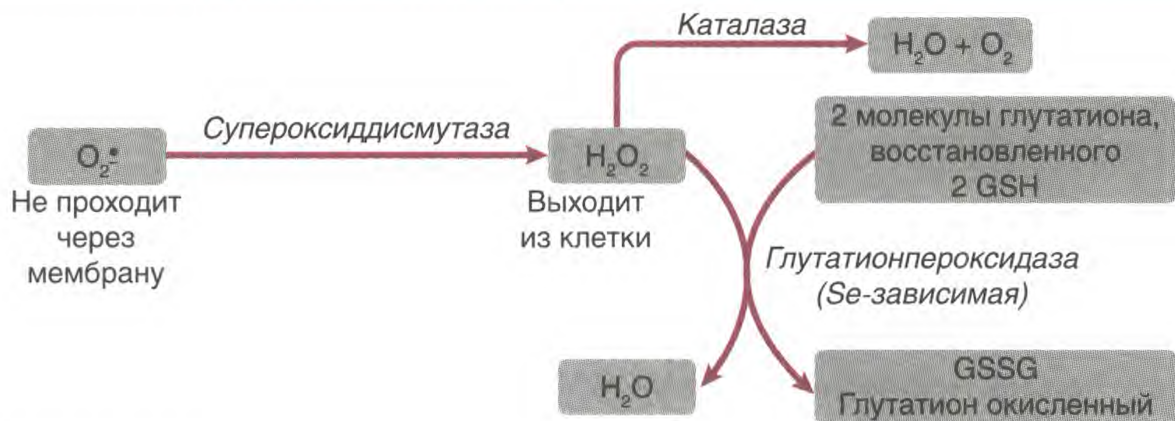 Каталаза
H₂O + O₂
Супероксиддисмутаза
O₂•̅
Не проходит
через
мембрану
H₂O₂
Выходит
из клетки
2 молекулы глутатиона,
восстановленного
2 GSH
Глутатионпероксидаза
(Se-зависимая)
H₂O
GSSG
Глутатион окисленный